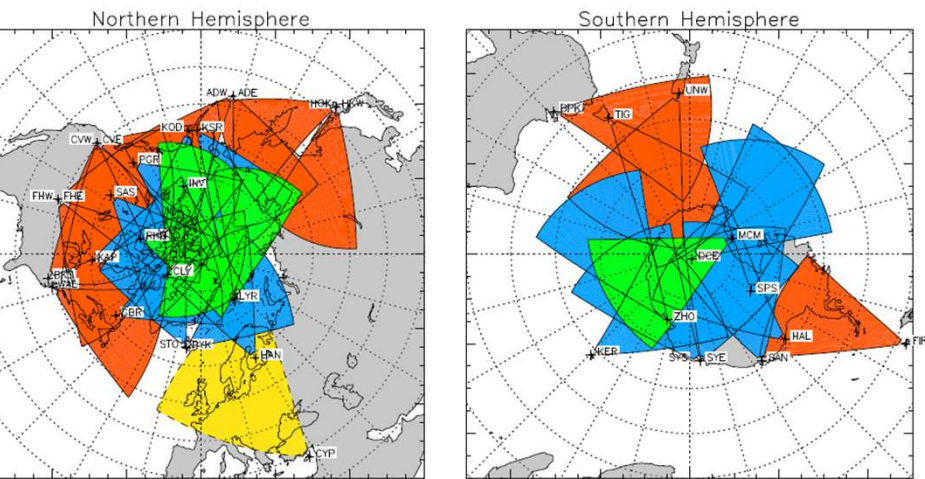 Northern Hemisphere
ADW ADE
HOK HKW
KOD KSR
CVW CVE
PGR
INV
FHW FHE
SAS
RKN
KAP
CLY
BKS
WAL
LYR
GBR
STO PYK
HAN
CYP
Southern Hemisphere
UNW
BPK
TIG
MCM
DCE
SPS
ZHO
HAL
FIR
KER
SYS SYE
SAN